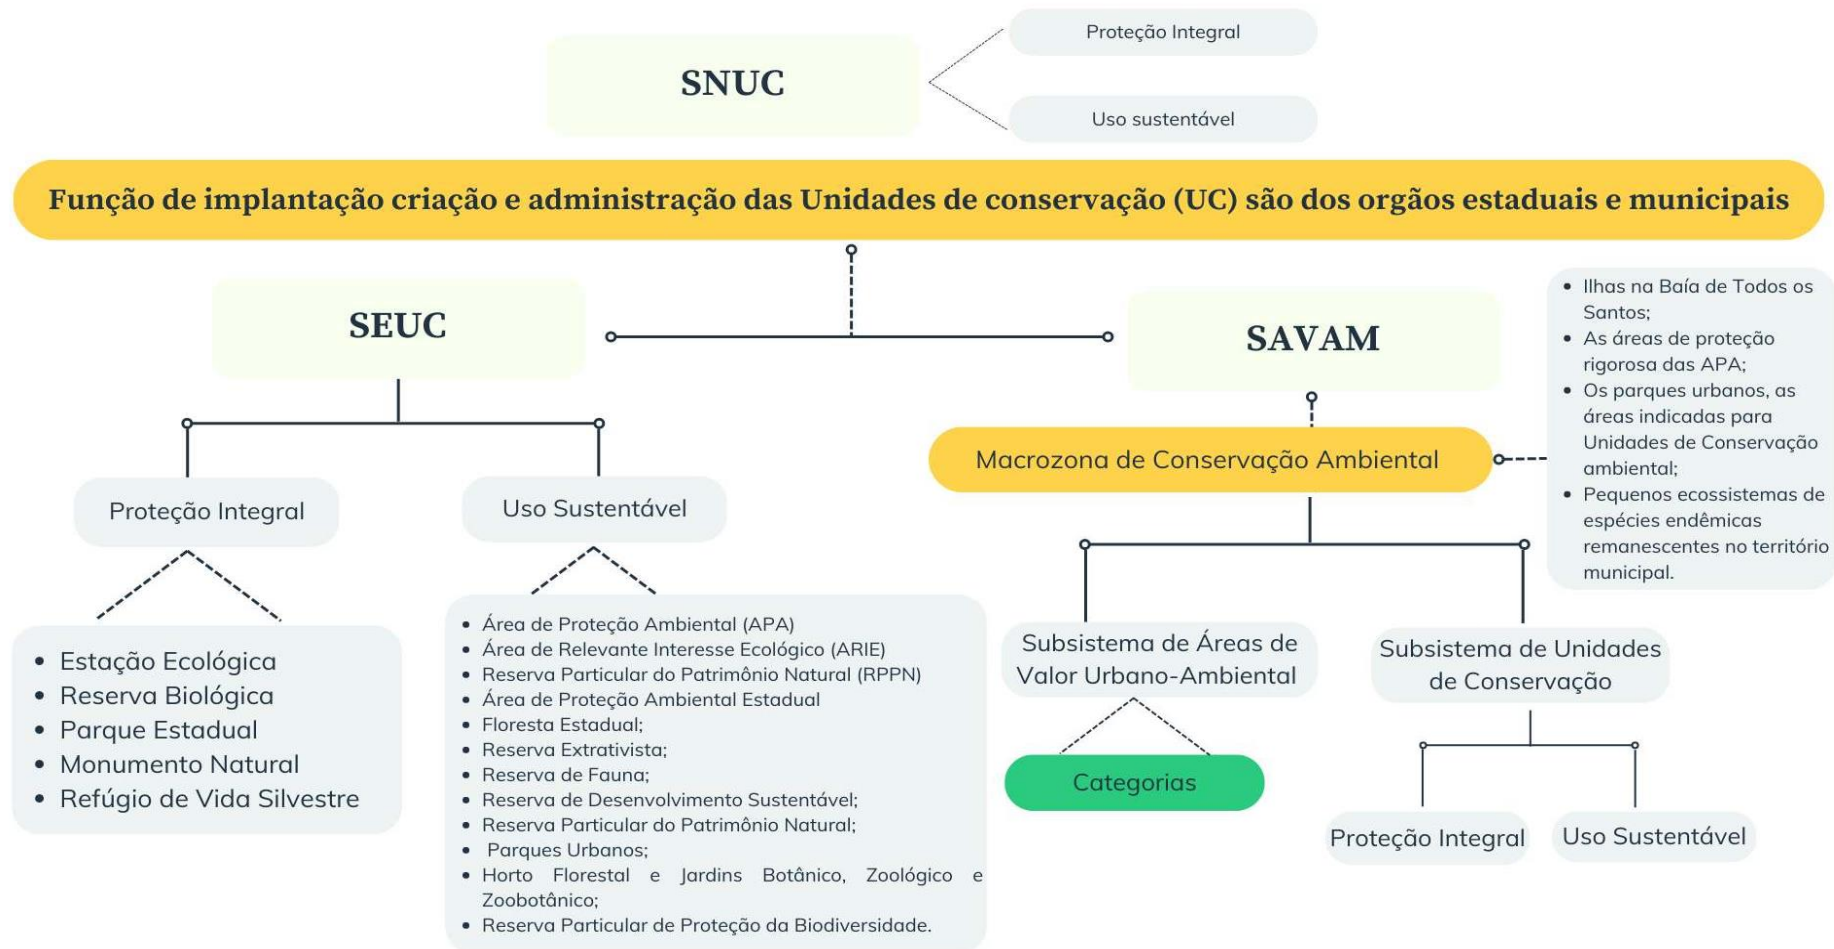 SNUC
Proteção Integral
Uso sustentável
Função de implantação criação e administração das Unidades de conservação (UC) são dos orgãos estaduais e municipais
SEUC
Proteção Integral
Estação Ecológica
Reserva Biológica
Parque Estadual
Monumento Natural
Refúgio de Vida Silvestre
Uso Sustentável
Área de Proteção Ambiental (APA)
Área de Relevante Interesse Ecológico (ARIE)
Reserva Particular do Patrimônio Natural (RPPN)
Área de Proteção Ambiental Estadual
Floresta Estadual;
Reserva Extrativista;
Reserva de Fauna;
Reserva de Desenvolvimento Sustentável;
Reserva Particular do Patrimônio Natural;
Parques Urbanos;
Horto Florestal e Jardins Botânico, Zoológico e
Zoobotânico;
Reserva Particular de Proteção da Biodiversidade.
SAVAM
Macrozona de Conservação Ambiental
Ilhas na Baía de Todos os
Santos;
As áreas de proteção
rigorosa das APA;
Os parques urbanos, as
áreas indicadas para
Unidades de Conservação
ambiental;
Pequenos ecossistemas de
espécies endêmicas
remanescentes no território
municipal.
Subsistema de Áreas de
Valor Urbano-Ambiental
Categorias
Subsistema de Unidades
de Conservação
Proteção Integral
Uso Sustentável